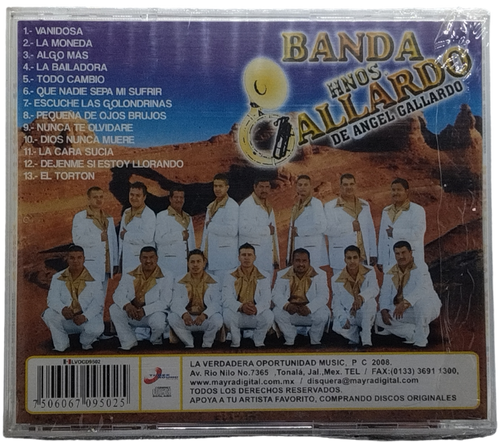 1.- VANIDOSA
2.- LA MONEDA
3.- ALGO MÁS
4.- LA BAILADORA
5.- TODO CAMBIO
6.- QUE NADIE SEPA MI SUFRIR
7- ESCUCHE LAS GOLONDRINAS
8.- PEQUEÑA DE OJOS BRUJOS
9.- NUNCA TE OLVIDARE
10.- DIOS NUNCA MUERE
11.- LA CARA SUCIA
12.- DEJENME SI ESTOY LLORANDO
13.- EL TORTON
BANDA
HNOS
GALLARDO
DE ANGEL GALLARDO
7 506067 095025
LA VERDADERA OPORTUNIDAD MUSIC, P C 2008.
Av. Rio Nilo No.7365 ,Tonalá, Jal.,Mex. TEL / FAX:(0133) 3691 1300,
www.mayradigital.com.mx / disquera@mayradigital.com
TODOS LOS DERECHOS RESERVADOS.
APOYA A TU ARTISTA FAVORITO, COMPRANDO DISCOS ORIGINALES